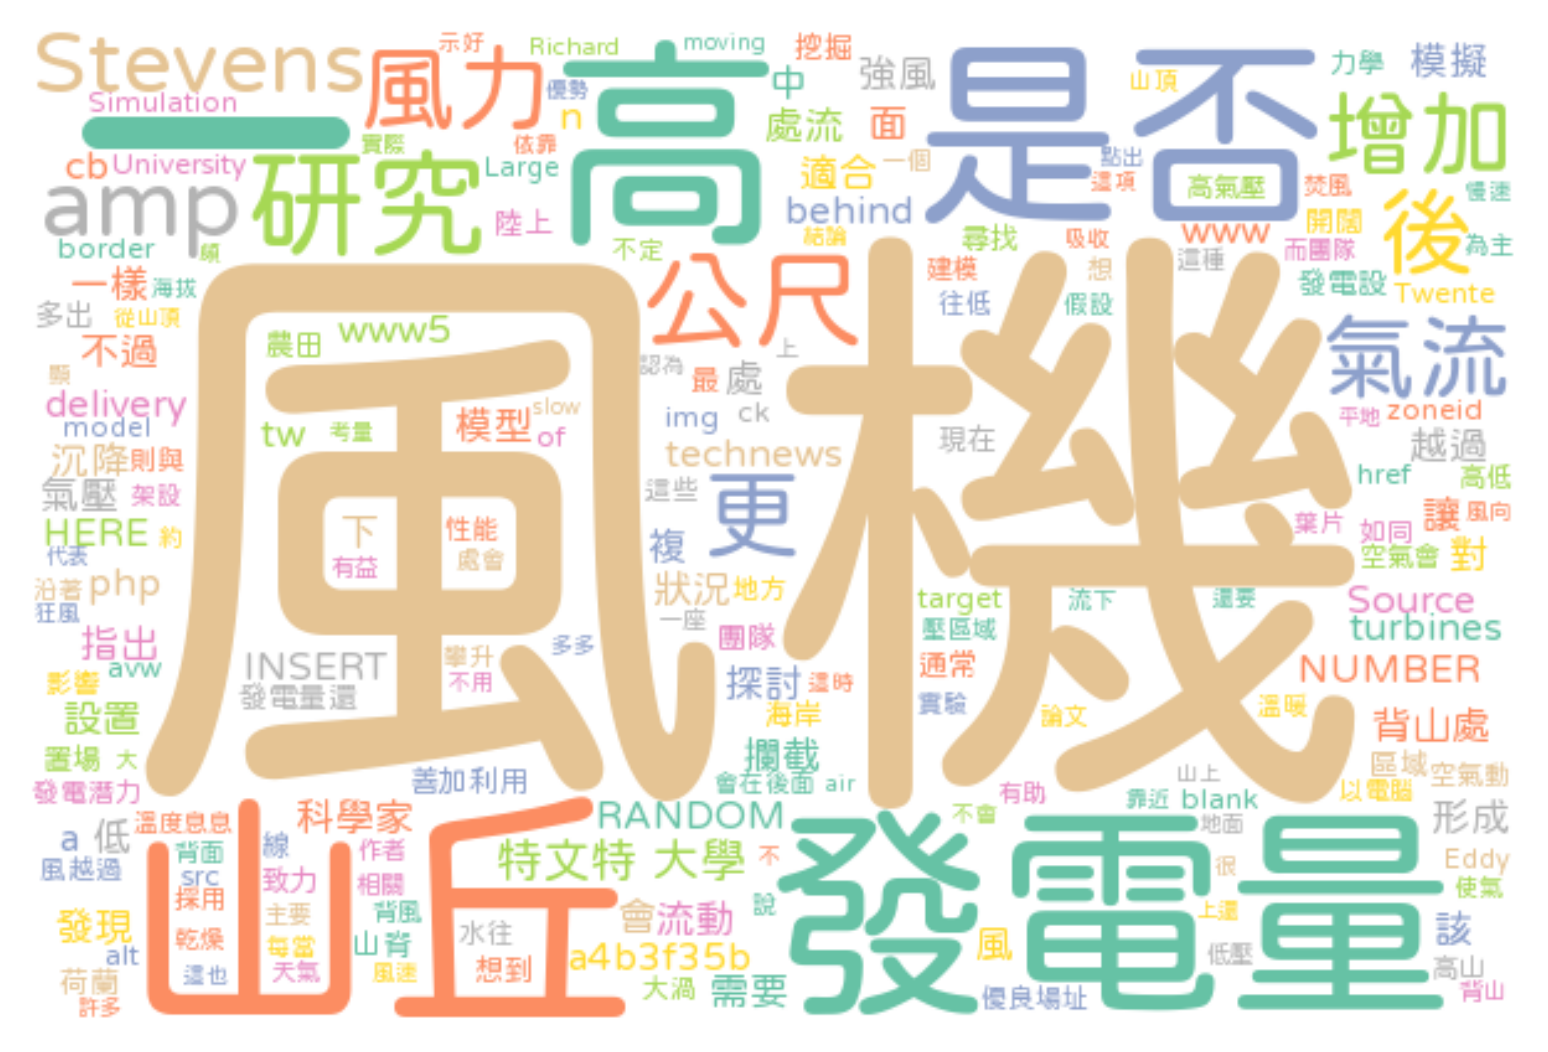 Stevens
風力
示好
Richard
moving
挖掘
高
中
強風
是否
山頂
力學
模擬
Simulation
優勢
n
處流
面
增加
一
實際
依靠
cb
University
研究
Large
適合
一個
點出
這項
高氣壓
焚風
慢速
amp
陸上
behind
開闊
後
border
頗
不定
結論
尋找
吸收
www
而團隊
為主
一樣
海拔
公尺
建模
想
這種
發電設
Twente
多出
從山頂
往低
假設
風機
不過
農田
www5
氣流
認為
上
顯
最
處
delivery
model
tw
考量
模型
slow
of
img
ck
平地
zoneid
沉降
則與
technews
現在
越過
氣壓
架設
這些
更
href
高低
HERE
約
下
性能
葉片
如同
讓
風向
代表
有益
處會
複
空氣會
對
沿著
php
狀況
地方
狂風
一座
target
流下
還要
Source
指出
多多
團隊
壓區域
turbines
avw
INSERT
攀升
不用
探討
這時
通常
NUMBER
影響
發電量還
實驗
論文
溫暖
設置
海岸
背山處
置場
大
攔截
區域
空氣動
發電潛力
善加利用
會在後面
air
山上
有助
靠近
blank
以電腦
山丘
科學家
RANDOM
不會
地面
形成
a
低
溫度息息
線
作者
特文特
大學
不
發電量
很
Eddy
風越過
背面
src
致力
相關
使氣
採用
主要
背風
會
流動
說
上還
發現
乾燥
每當
山脊
水往
風
該
alt
這也
天氣
風速
想到
a4b3f35b
低壓
高山
荷蘭
許多
大渦
需要
優良場址
背山